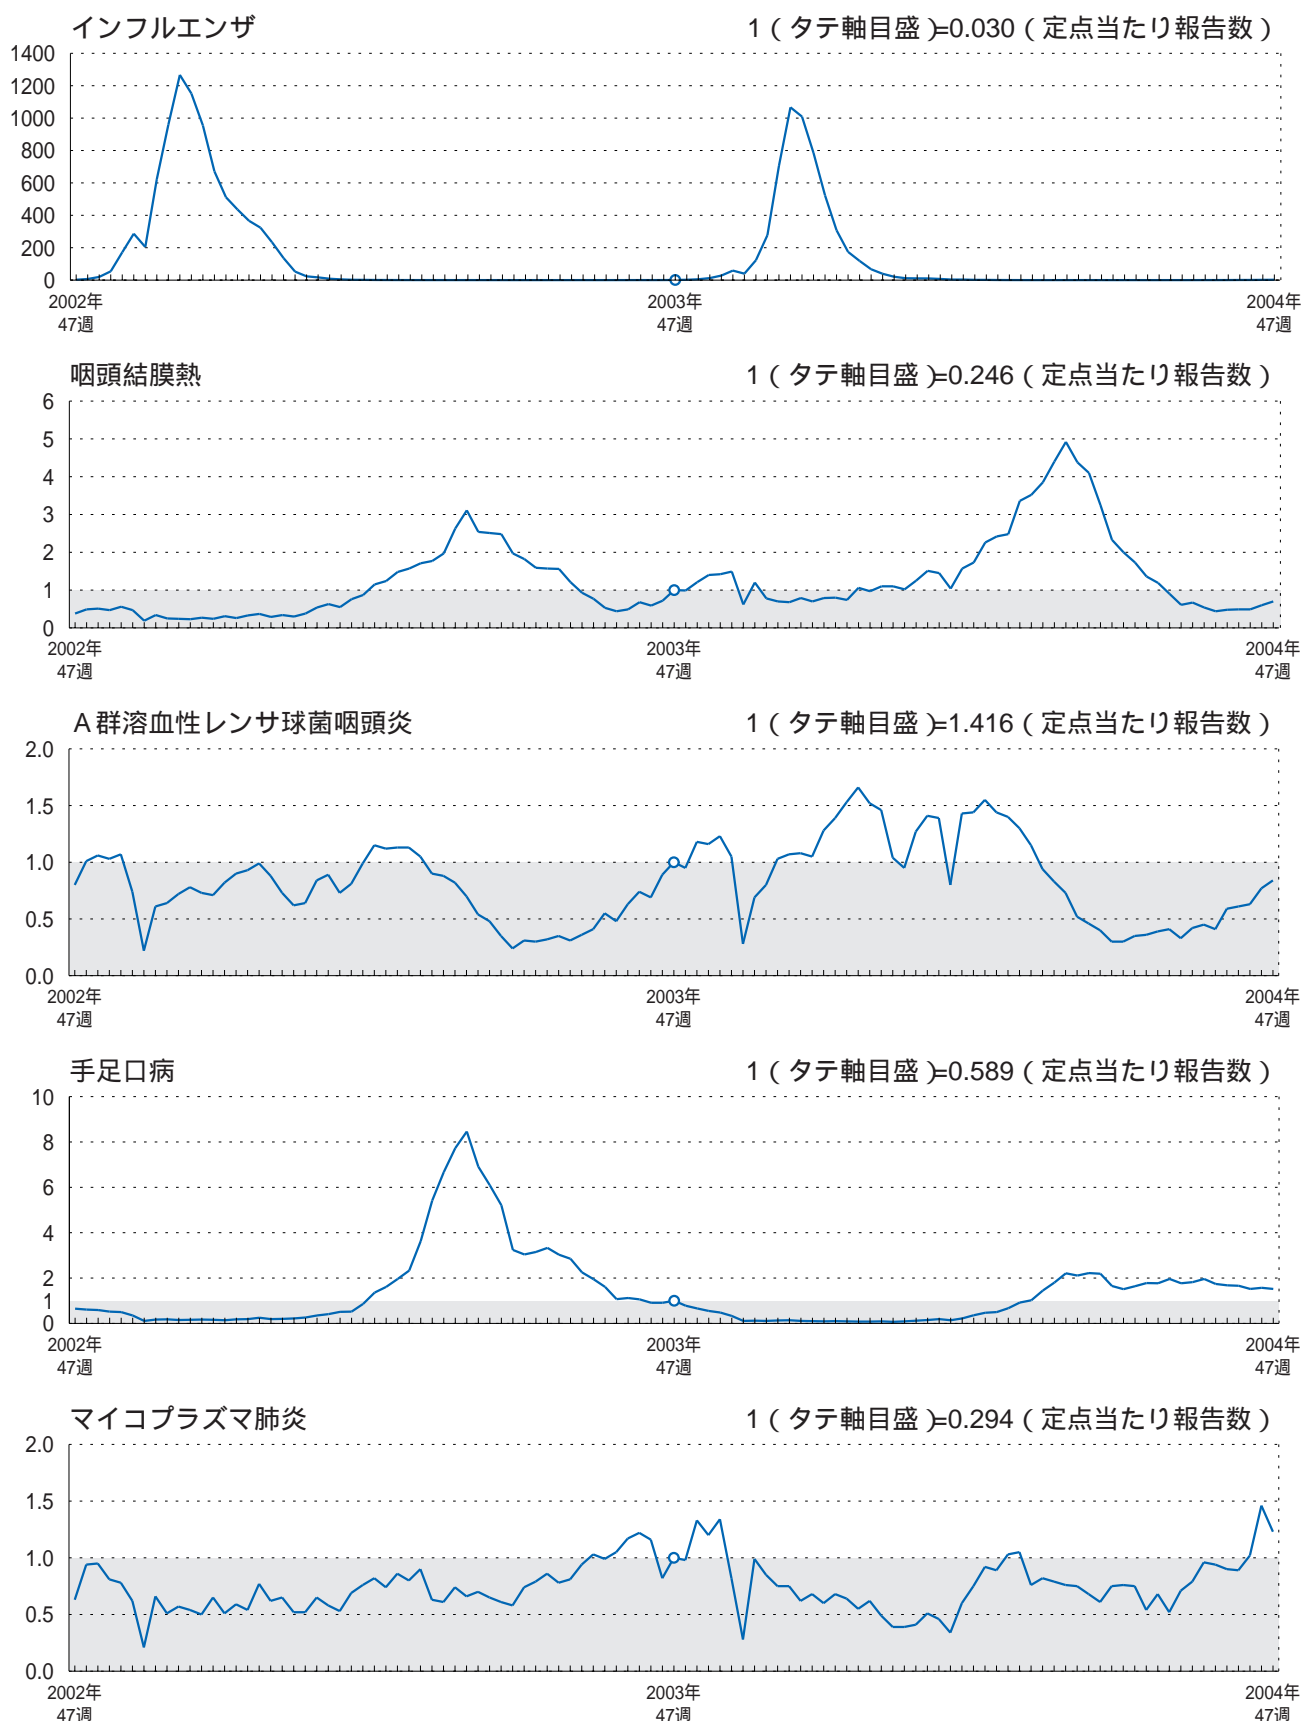 インフルエンザ 1（タテ軸目盛）=0.030（定点当たり報告数）
1400
1200
1000
800
600
400
200
0
2002年 2003年 2004年
47週 47週 47週
咽頭結膜熱 1（タテ軸目盛）=0.246（定点当たり報告数）
6
5
4
3
2
1
0
2002年 2003年 2004年
47週 47週 47週
A群溶血性レンサ球菌咽頭炎 1（タテ軸目盛）=1.416（定点当たり報告数）
2.0
1.5
1.0
0.5
0.0
2002年 2003年 2004年
47週 47週 47週
手足口病 1（タテ軸目盛）=0.589（定点当たり報告数）
10
8
6
4
2
1
0
2002年 2003年 2004年
47週 47週 47週
マイコプラズマ肺炎 1（タテ軸目盛）=0.294（定点当たり報告数）
2.0
1.5
1.0
0.5
0.0
2002年 2003年 2004年
47週 47週 47週